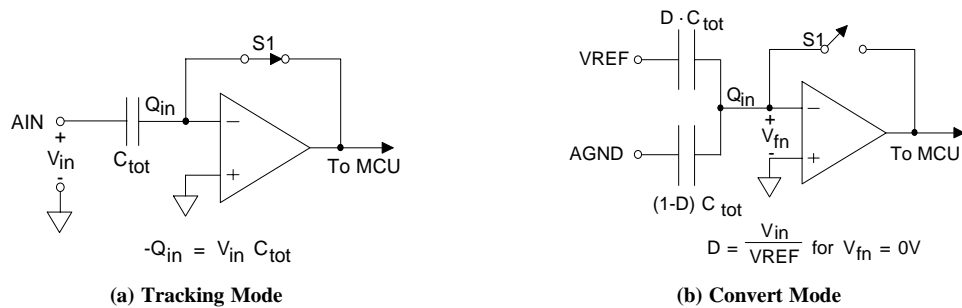 S1
Q_in
AIN
+
V_in
-
C_tot
−
+
To MCU
-Q_in = V_in C_tot
(a) Tracking Mode
D · C_tot
VREF
S1
Q_in
−
+
V_fn
-
+
AGND
To MCU
(1-D) C_tot
D = V_in / VREF for V_fn = 0V
(b) Convert Mode